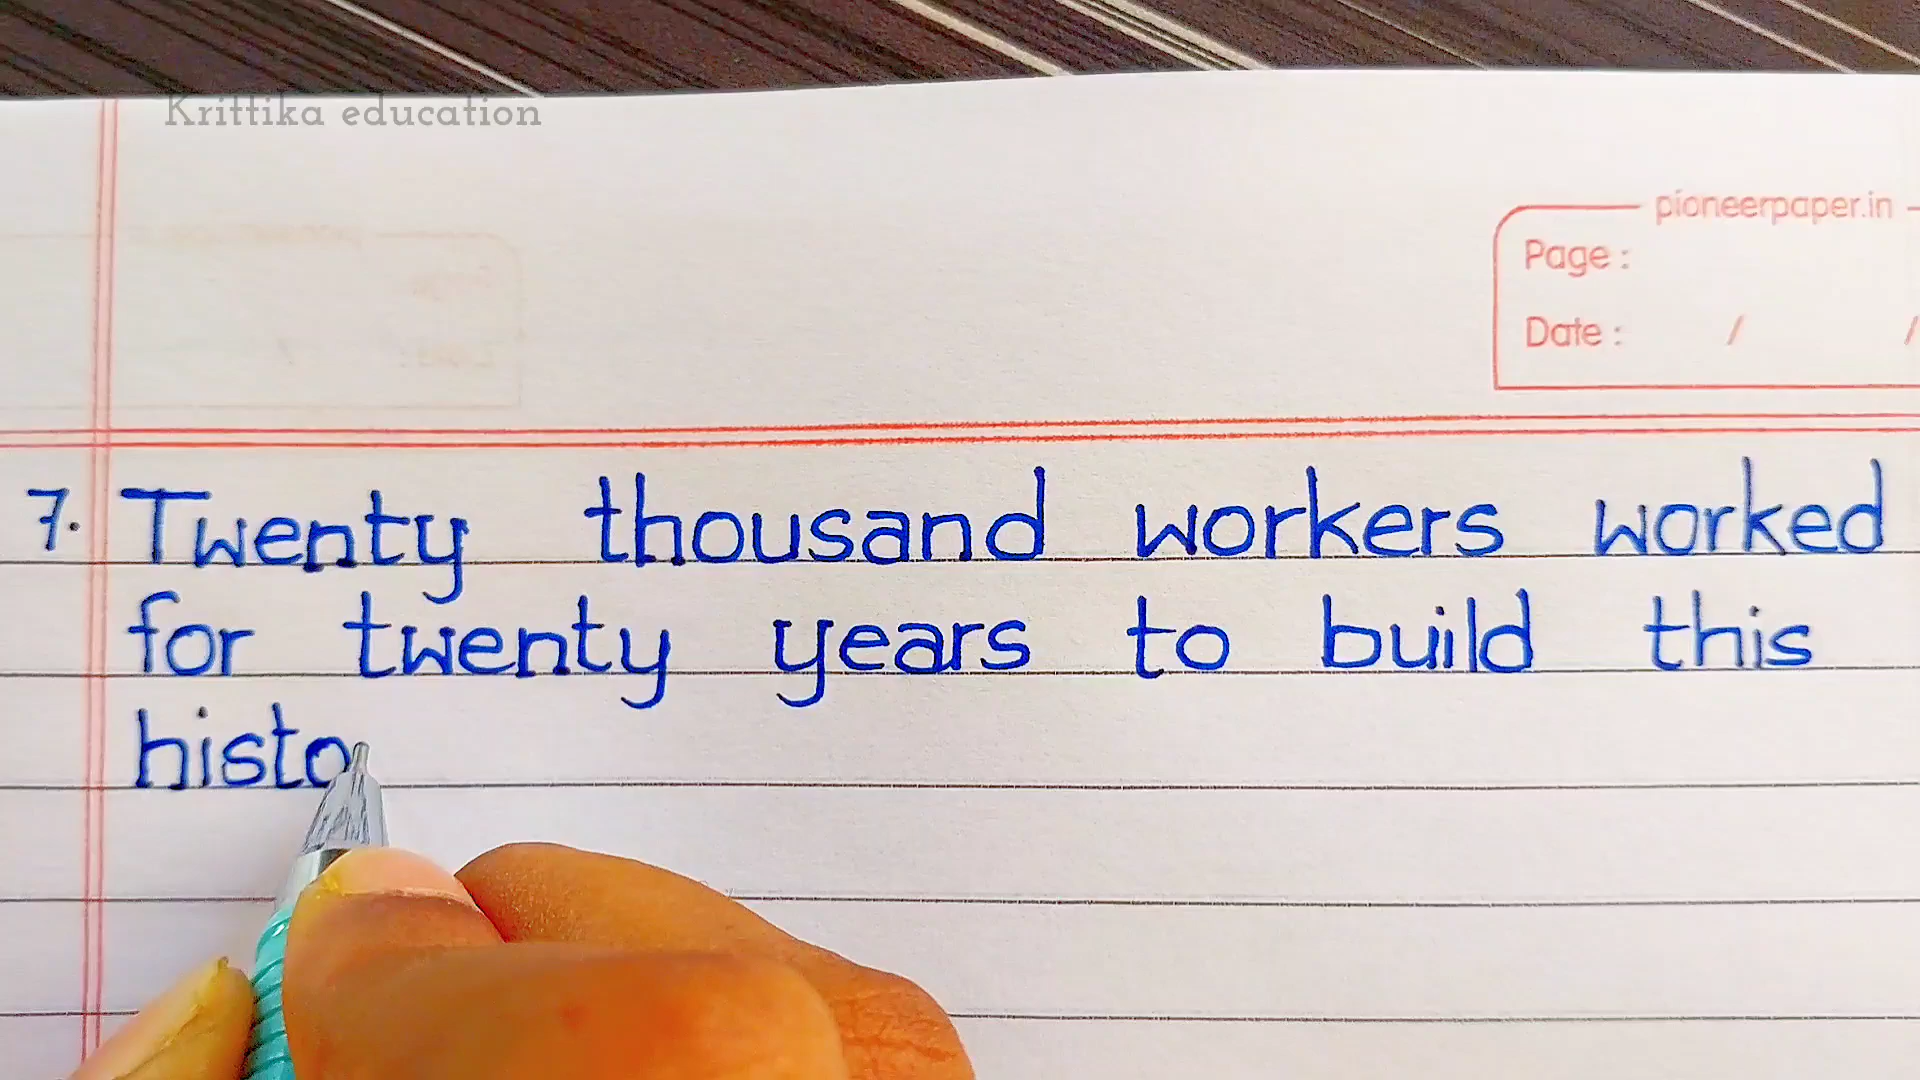 Krittika education
pioneerpaper.in
Page :
Date : / /
7. Twenty thousand workers worked
for twenty years to build this
histo